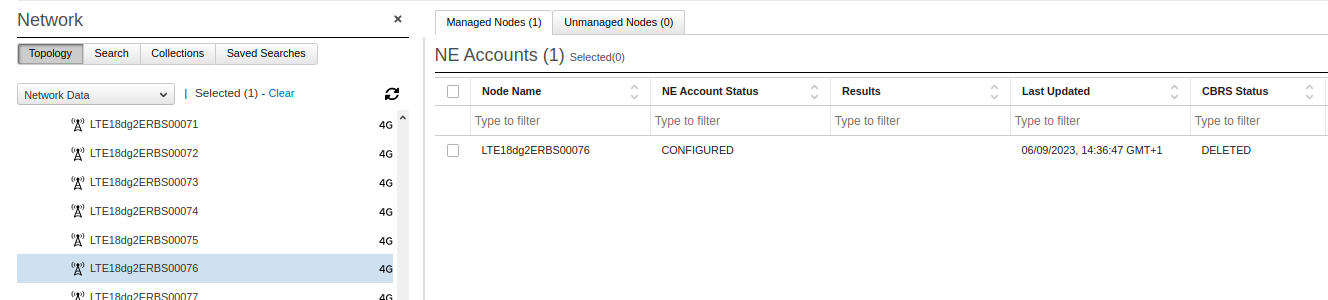 Network ×
Topology Search Collections Saved Searches
Network Data | Selected (1) - Clear
LTE18dg2ERBS00071 4G
LTE18dg2ERBS00072 4G
LTE18dg2ERBS00073 4G
LTE18dg2ERBS00074 4G
LTE18dg2ERBS00075 4G
LTE18dg2ERBS00076 4G
LTE18dg2ERBS00077 4G
Managed Nodes (1) Unmanaged Nodes (0)
NE Accounts (1) Selected(0)
Node Name NE Account Status Results Last Updated CBRS Status
Type to filter Type to filter Type to filter Type to filter Type to filter
LTE18dg2ERBS00076 CONFIGURED 06/09/2023, 14:36:47 GMT+1 DELETED